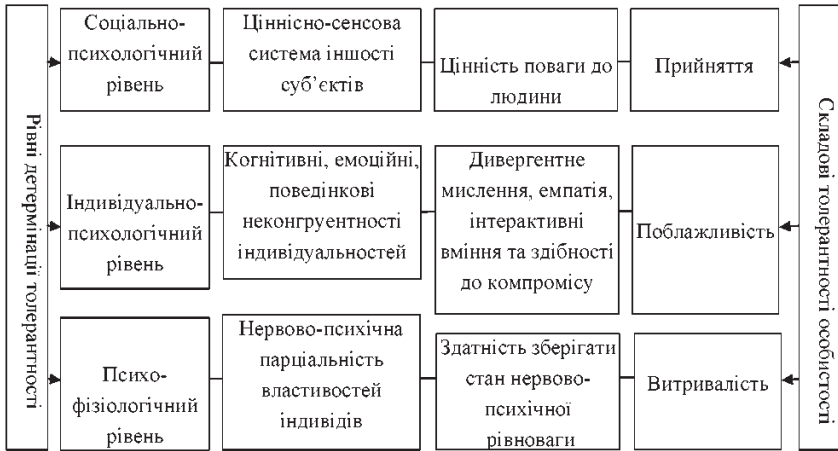 Рівні детермінації толерантності
Соціально-
психологічний
рівень
Ціннісно-сенсова
система іншості
суб’єктів
Цінність поваги до
людини
Прийняття
Індивідуально-
психологічний
рівень
Когнітивні, емоційні,
поведінкові
неконгруентності
індивідуальностей
Дивергентне
мислення, емпатія,
інтерактивні
вміння та здібності
до компромісу
Поблажливість
Психо-
фізіологічний
рівень
Нервово-психічна
парціальність
властивостей
індивідів
Здатність зберігати
стан нервово-
психічної
рівноваги
Витривалість
Складові толерантності особистості